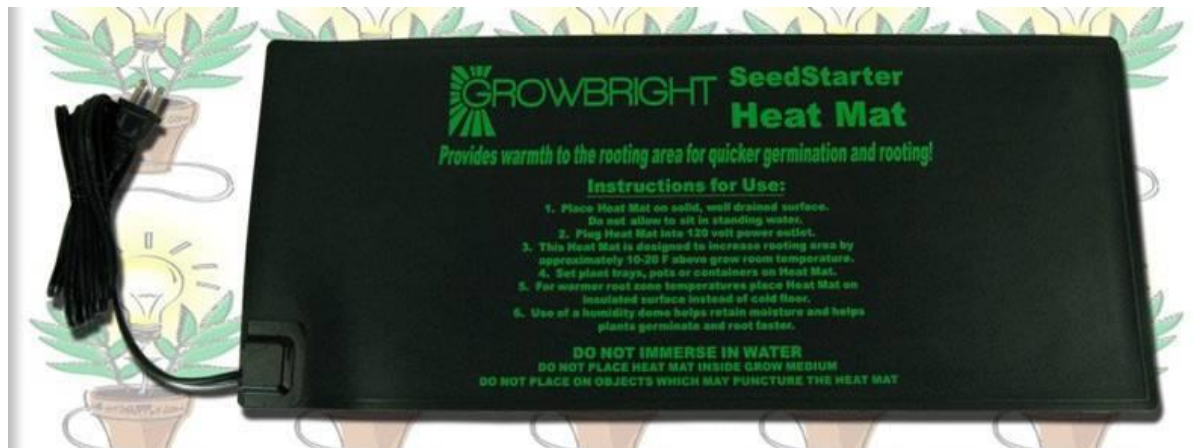 GROWBRIGHT SeedStarter
Heat Mat
Provides warmth to the rooting area for quicker germination and rooting!
Instructions for Use:
1. Place Heat Mat on solid, well drained surface.
Do not allow to sit in standing water.
2. Plug Heat Mat into 120 volt power outlet.
3. This Heat Mat is designed to increase rooting area by
approximately 10-20 F above grow room temperature.
4. Set plant trays, pots or containers on Heat Mat.
5. For warmer root zone temperatures place Heat Mat on
insulated surface instead of cold floor.
6. Use of a humidity dome helps retain moisture and helps
plants germinate and root faster.
DO NOT IMMERSE IN WATER
DO NOT PLACE HEAT MAT INSIDE GROW MEDIUM
DO NOT PLACE ON OBJECTS WHICH MAY PUNCTURE THE HEAT MAT